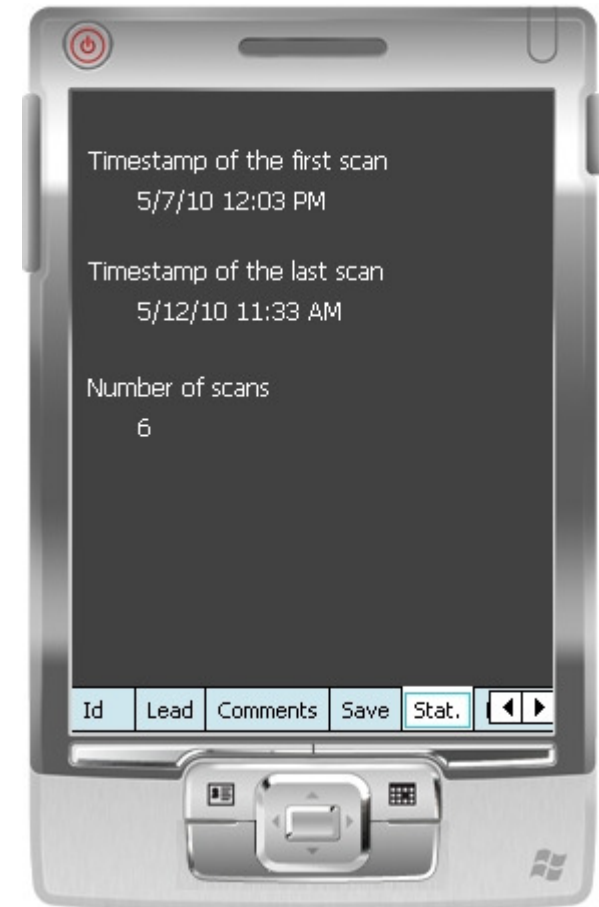 Timestamp of the first scan
5/7/10 12:03 PM
Timestamp of the last scan
5/12/10 11:33 AM
Number of scans
6
Id Lead Comments Save Stat.